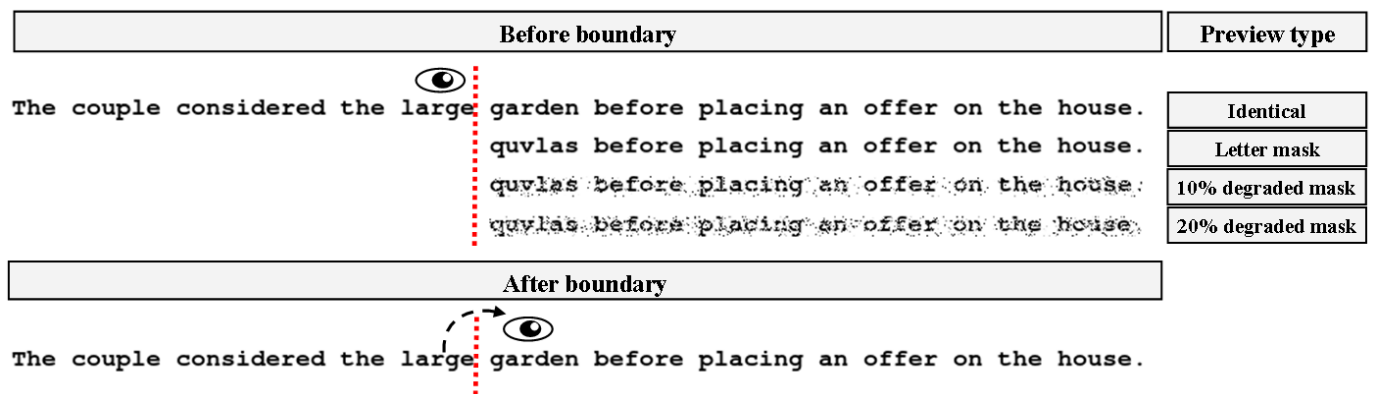 Before boundary Preview type
The couple considered the large garden before placing an offer on the house. Identical
quvlas before placing an offer on the house. Letter mask
quvlas before placing an offer on the house. 10% degraded mask
quvlas before placing an offer on the house. 20% degraded mask
After boundary
The couple considered the large garden before placing an offer on the house.